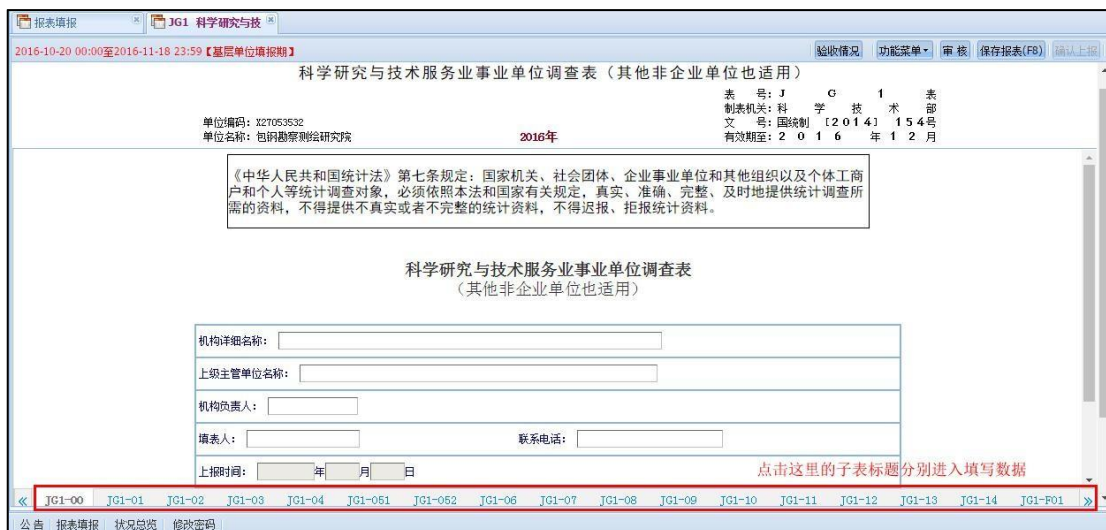 报表填报 JG1 科学研究与技
2016-10-20 00:00至2016-11-18 23:59【基层单位填报期】 验收情况 功能菜单 审 核 保存报表(F8) 确认上报
科学研究与技术服务业事业单位调查表（其他非企业单位也适用）
表 号：J G 1 表
制表机关：科 学 技 术 部
单位编码：X27053532 文 号：国统制 〔2014〕 154号
单位名称：包钢勘察测绘研究院 2016年 有效期至：2 0 1 6 年 1 2 月
《中华人民共和国统计法》第七条规定：国家机关、社会团体、企业事业单位和其他组织以及个体工商
户和个人等统计调查对象，必须依照本法和国家有关规定，真实、准确、完整、及时地提供统计调查所
需的资料，不得提供不真实或者不完整的统计资料，不得迟报、拒报统计资料。
科学研究与技术服务业事业单位调查表
（其他非企业单位也适用）
机构详细名称：
上级主管单位名称：
机构负责人：
填表人： 联系电话：
上报时间： 年 月 日
点击这里的子表标题分别进入填写数据
« JG1-00 JG1-01 JG1-02 JG1-03 JG1-04 JG1-051 JG1-052 JG1-06 JG1-07 JG1-08 JG1-09 JG1-10 JG1-11 JG1-12 JG1-13 JG1-14 JG1-F01 »
公告 报表填报 状况总览 修改密码